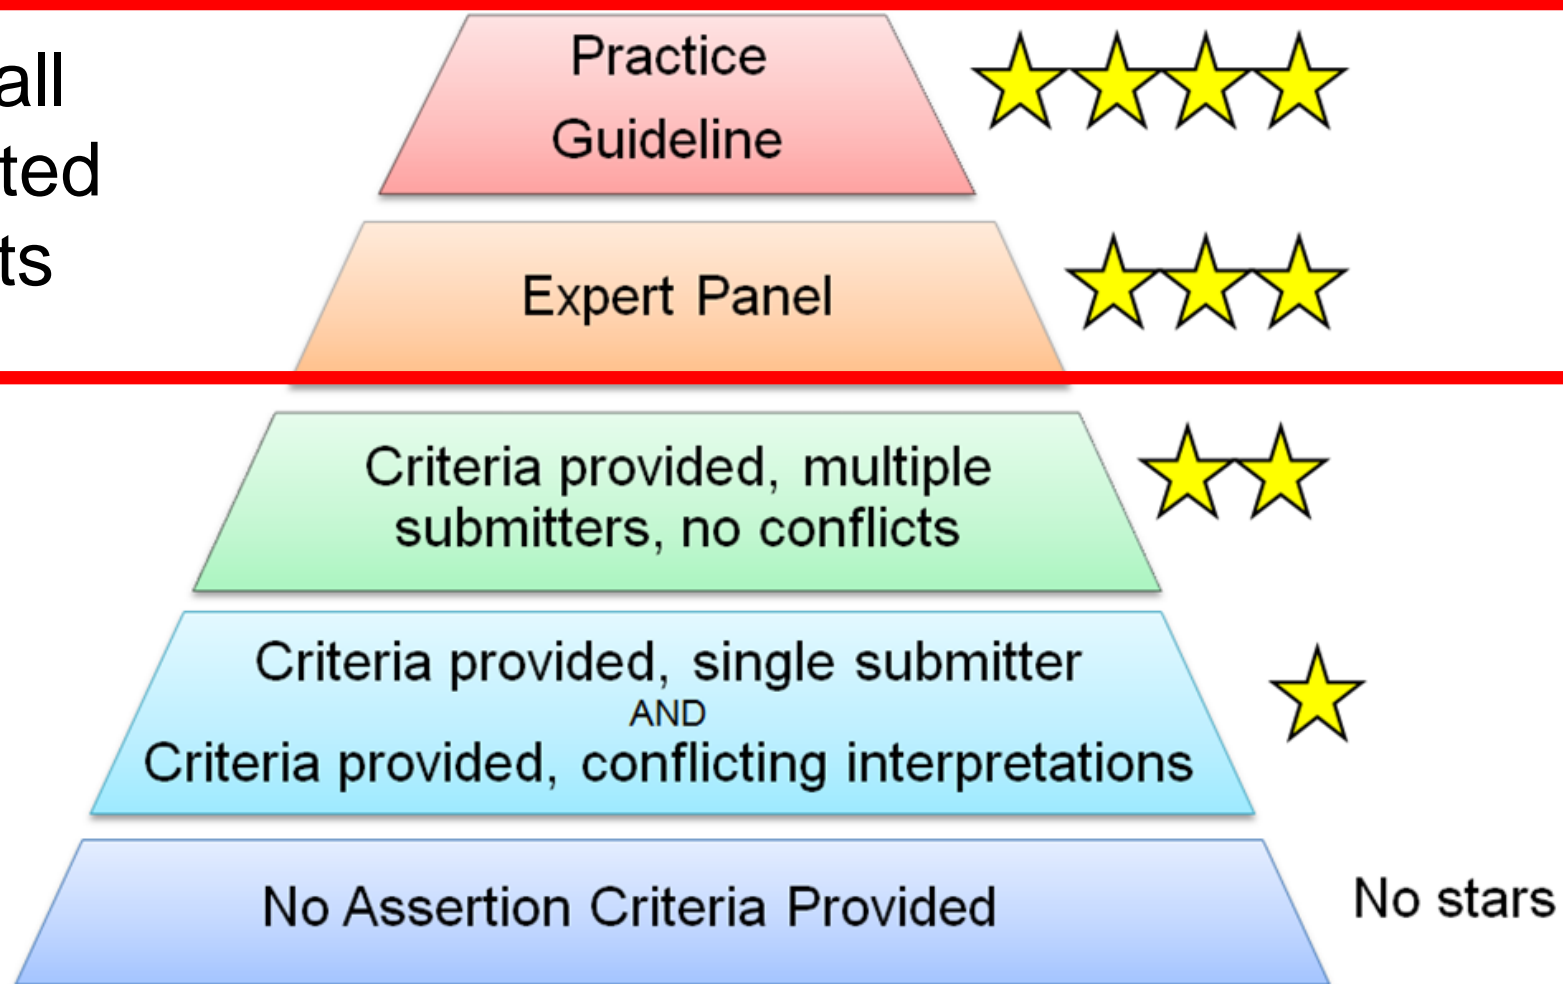 all
ted
ts
Practice
Guideline
Expert Panel
Criteria provided, multiple
submitters, no conflicts
Criteria provided, single submitter
AND
Criteria provided, conflicting interpretations
No Assertion Criteria Provided
No stars